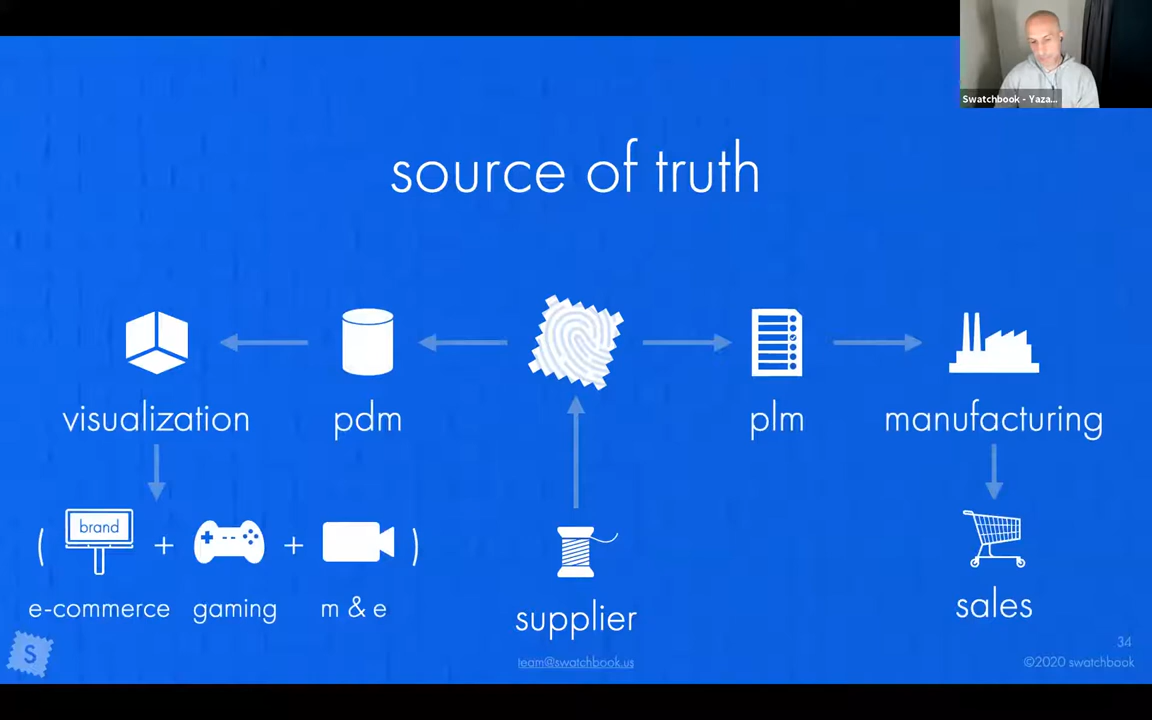 Swatchbook - Yaza...
source of truth
visualization
pdm
plm
manufacturing
( brand + + )
e-commerce
gaming
m & e
supplier
sales
S
team@swatchbook.us
34
©2020 swatchbook